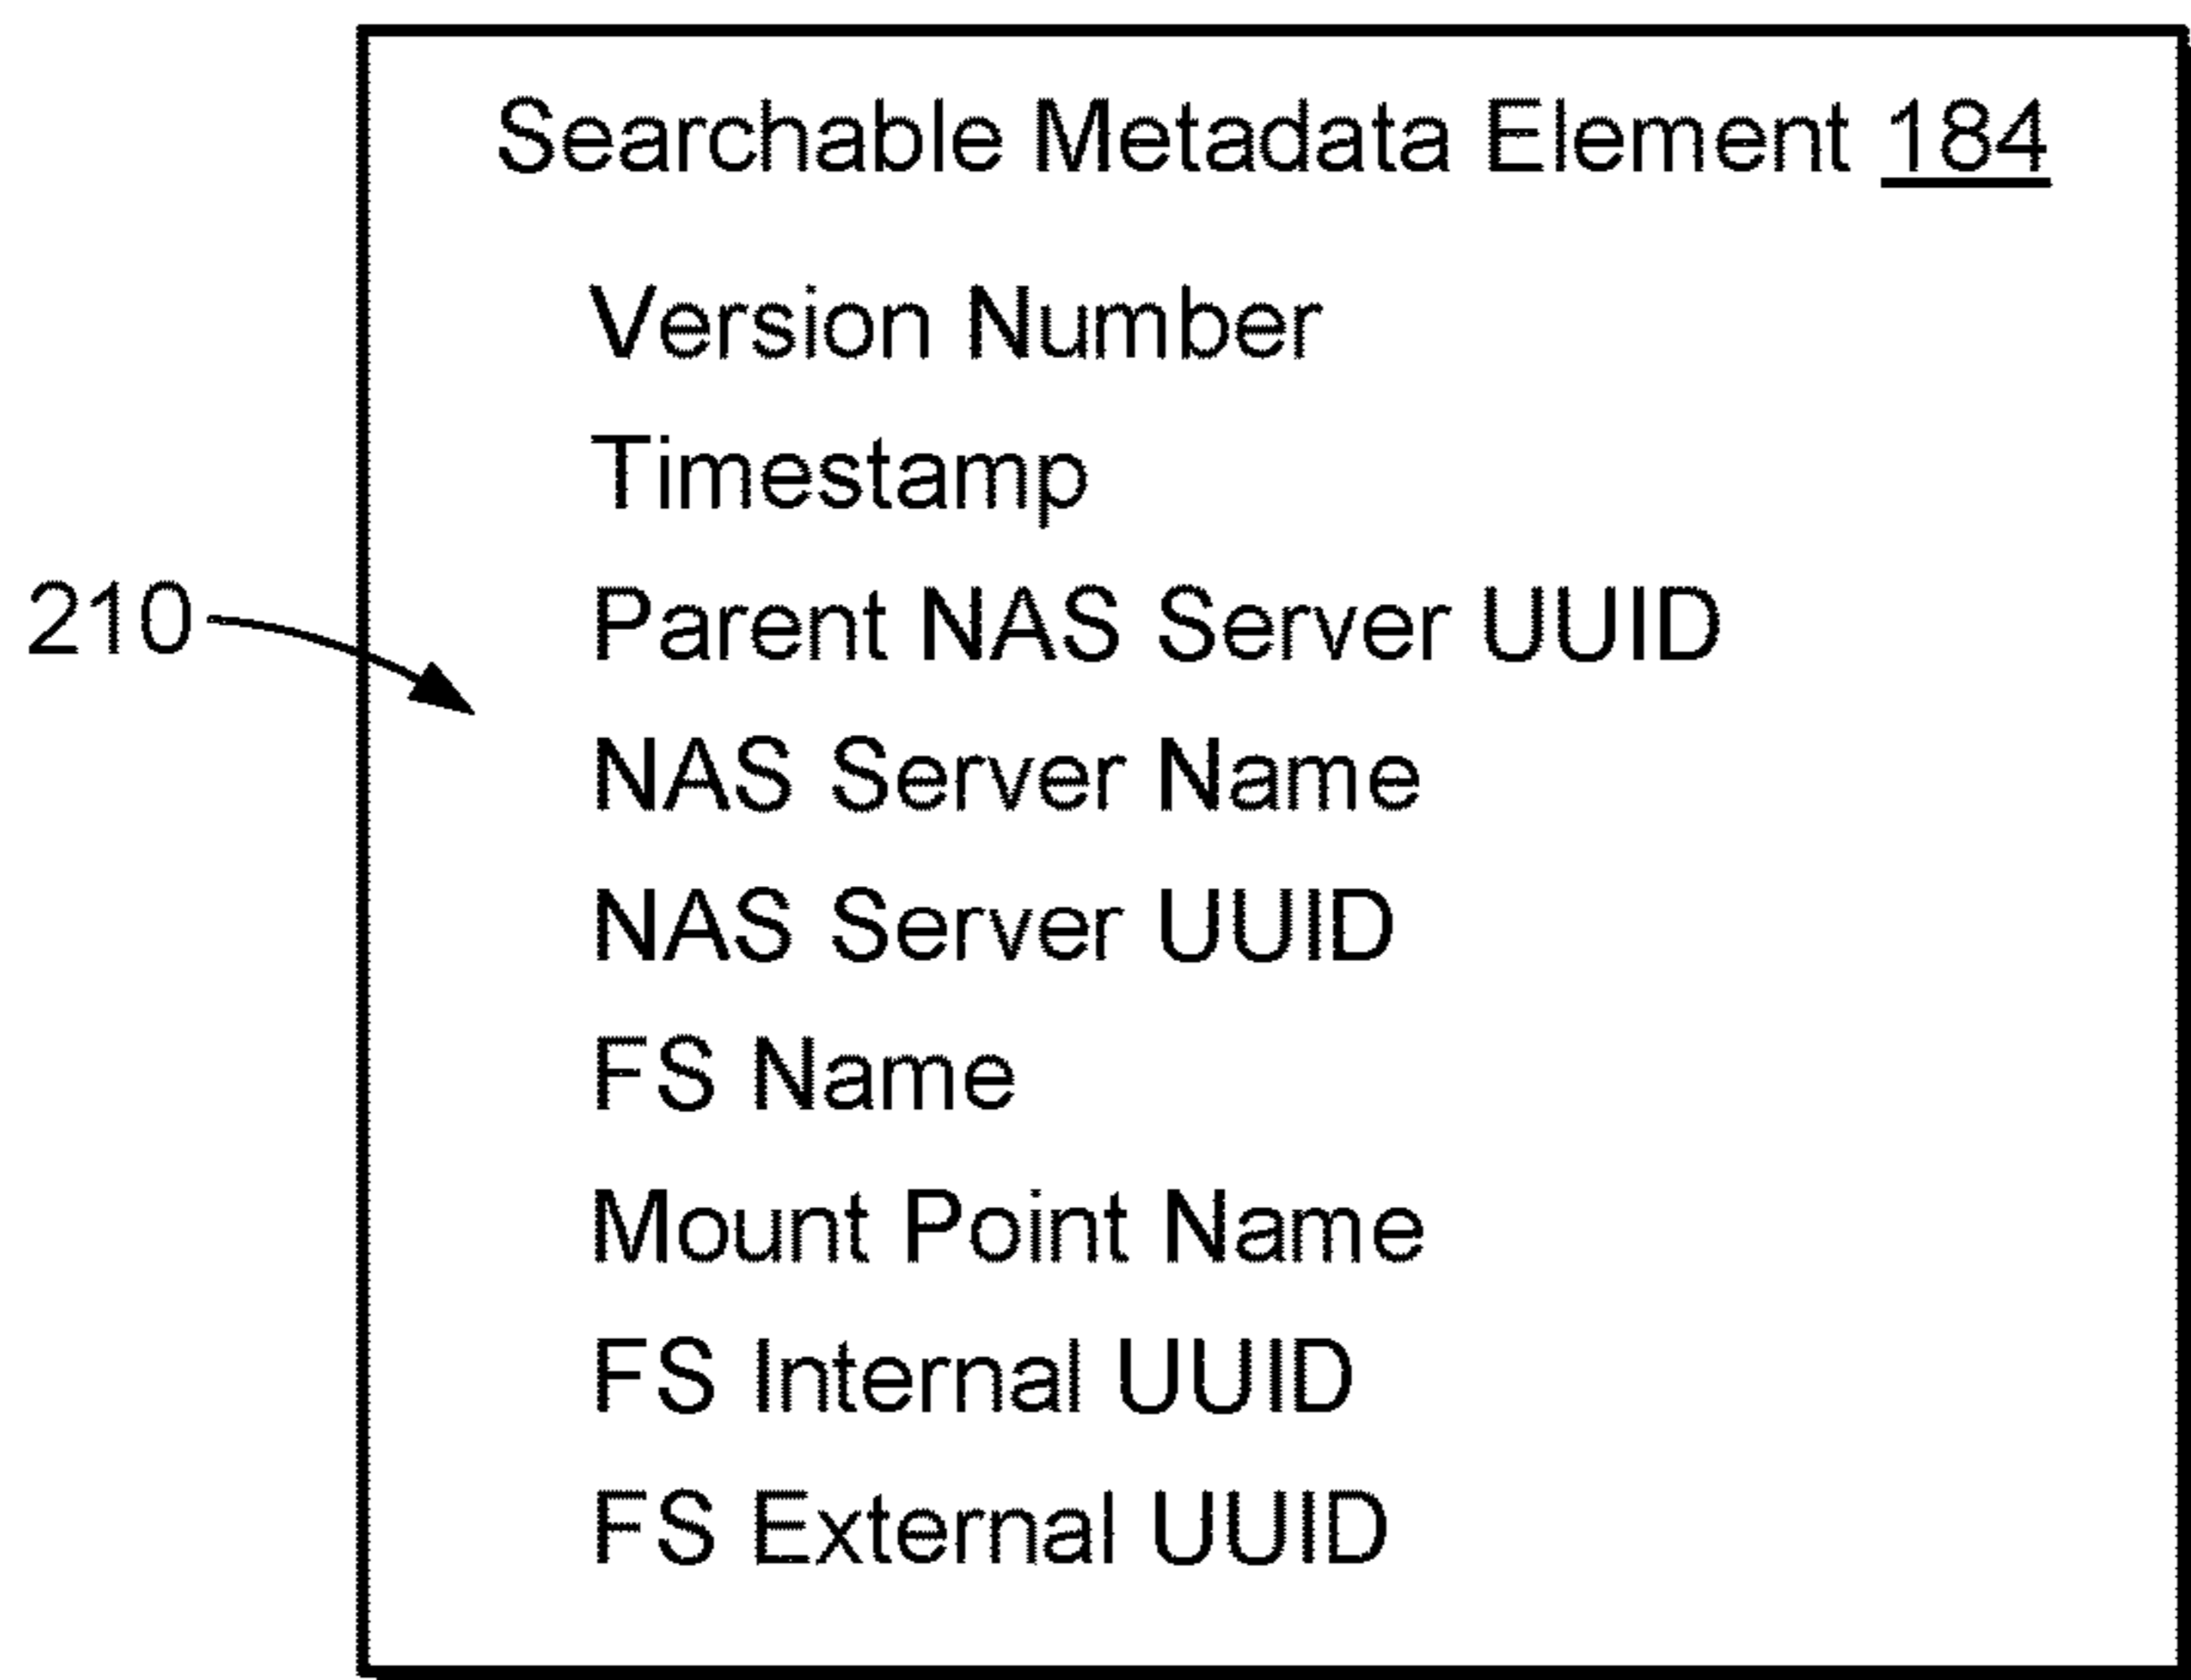 Searchable Metadata Element 184
Version Number
Timestamp
Parent NAS Server UUID
210
NAS Server Name
NAS Server UUID
FS Name
Mount Point Name
FS Internal UUID
FS External UUID